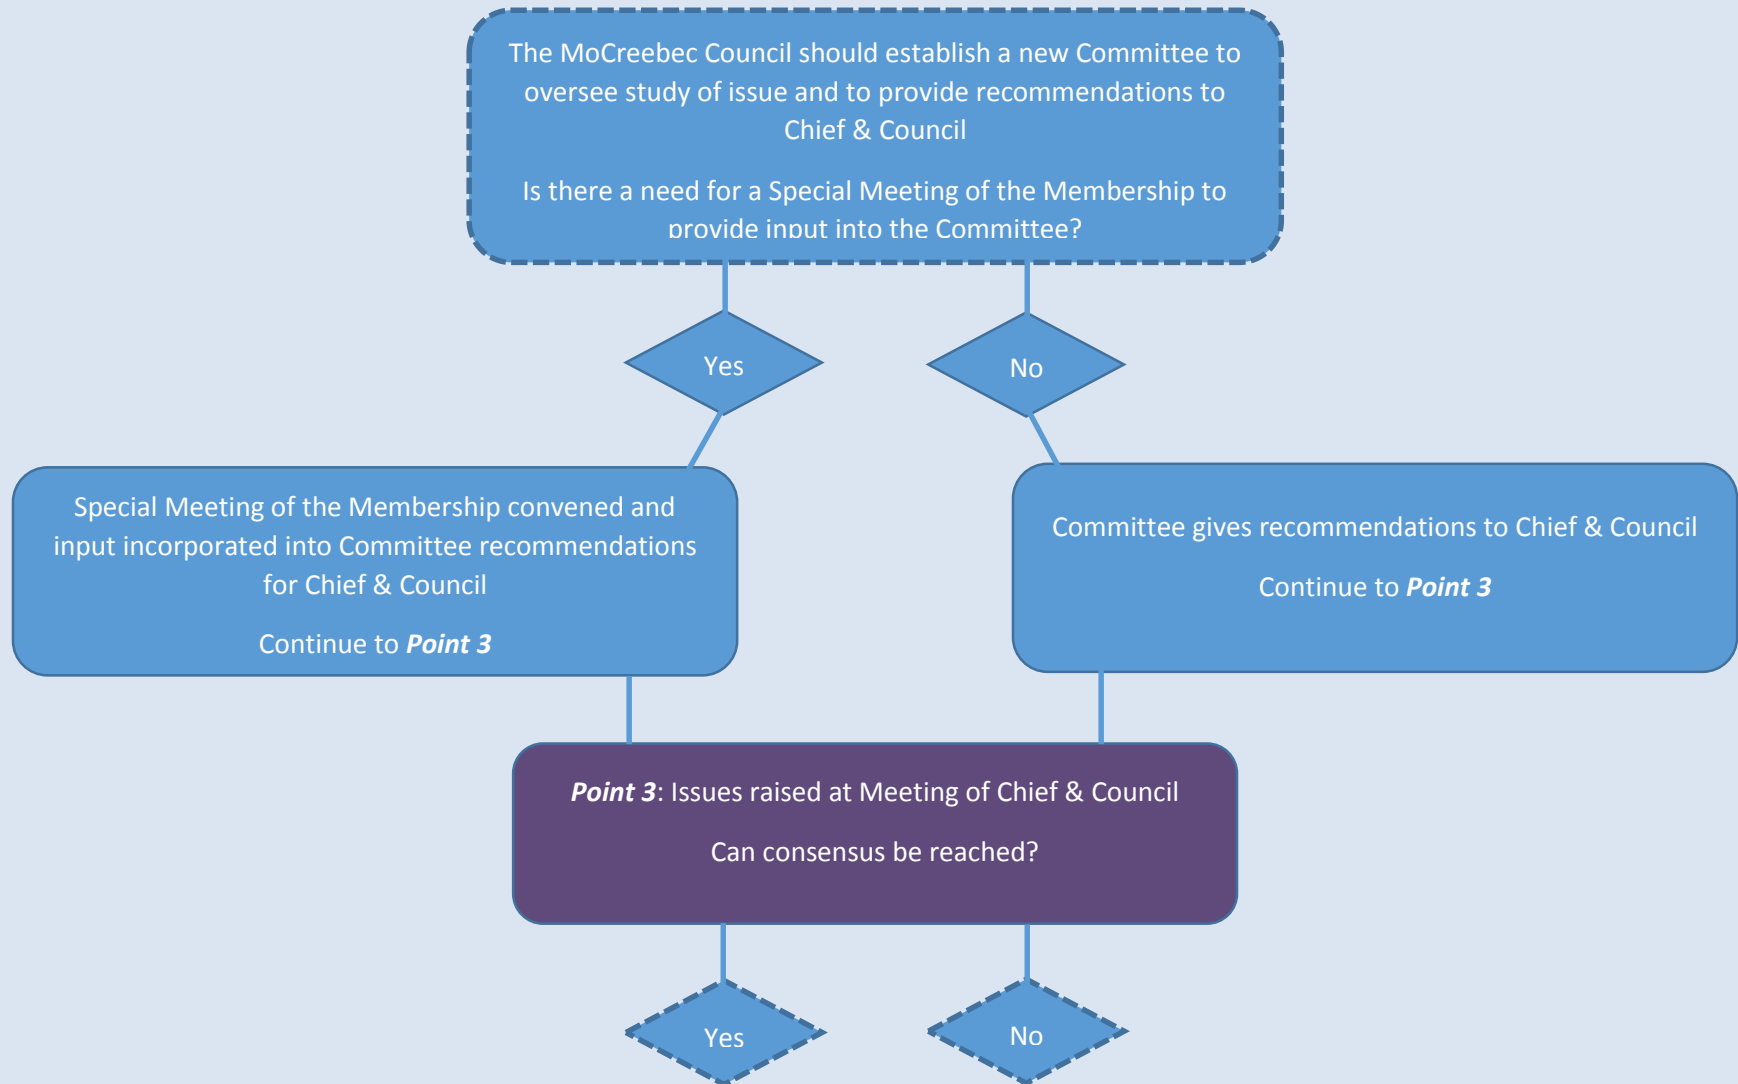 The MoCreebec Council should establish a new Committee to
oversee study of issue and to provide recommendations to
Chief & Council
Is there a need for a Special Meeting of the Membership to
provide input into the Committee?
Yes
No
Special Meeting of the Membership convened and
input incorporated into Committee recommendations
for Chief & Council
Continue to Point 3
Committee gives recommendations to Chief & Council
Continue to Point 3
Point 3: Issues raised at Meeting of Chief & Council
Can consensus be reached?
Yes
No